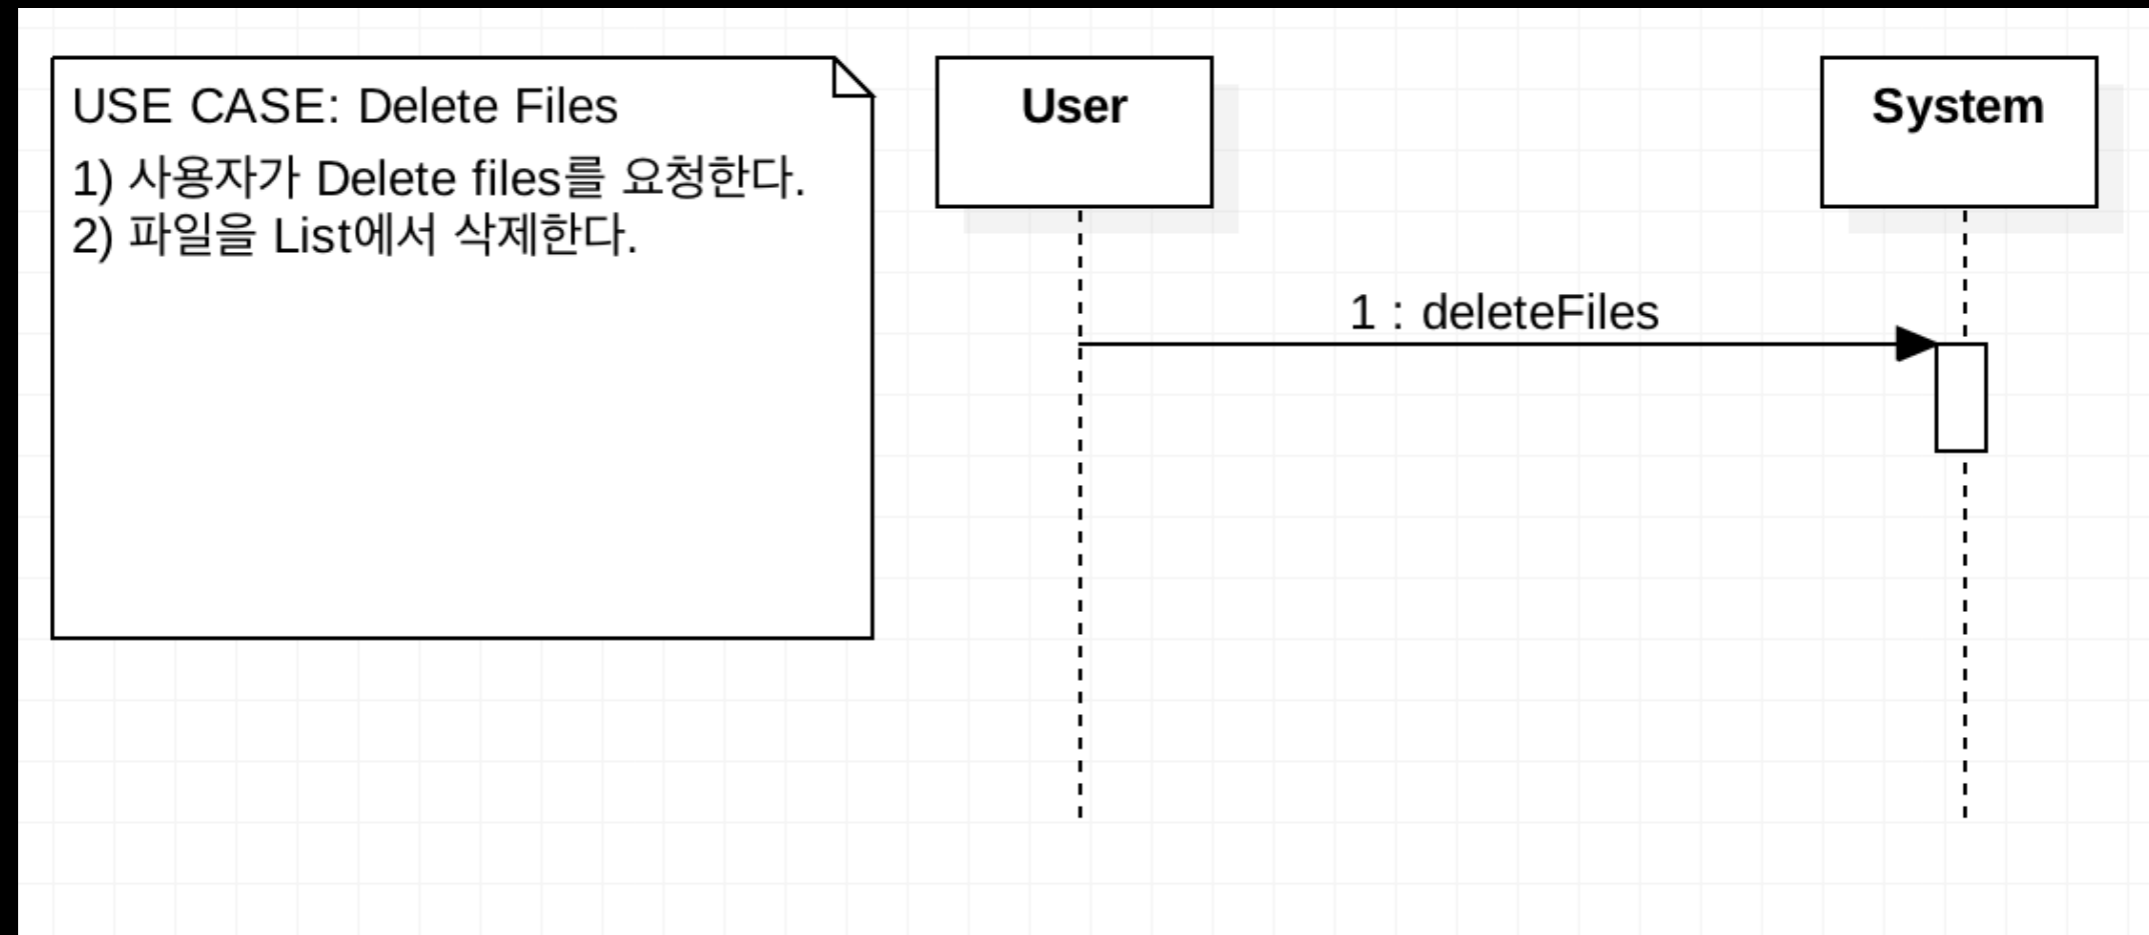 USE CASE: Delete Files
1) 사용자가 Delete files를 요청한다.
2) 파일을 List에서 삭제한다.
User
System
1 : deleteFiles